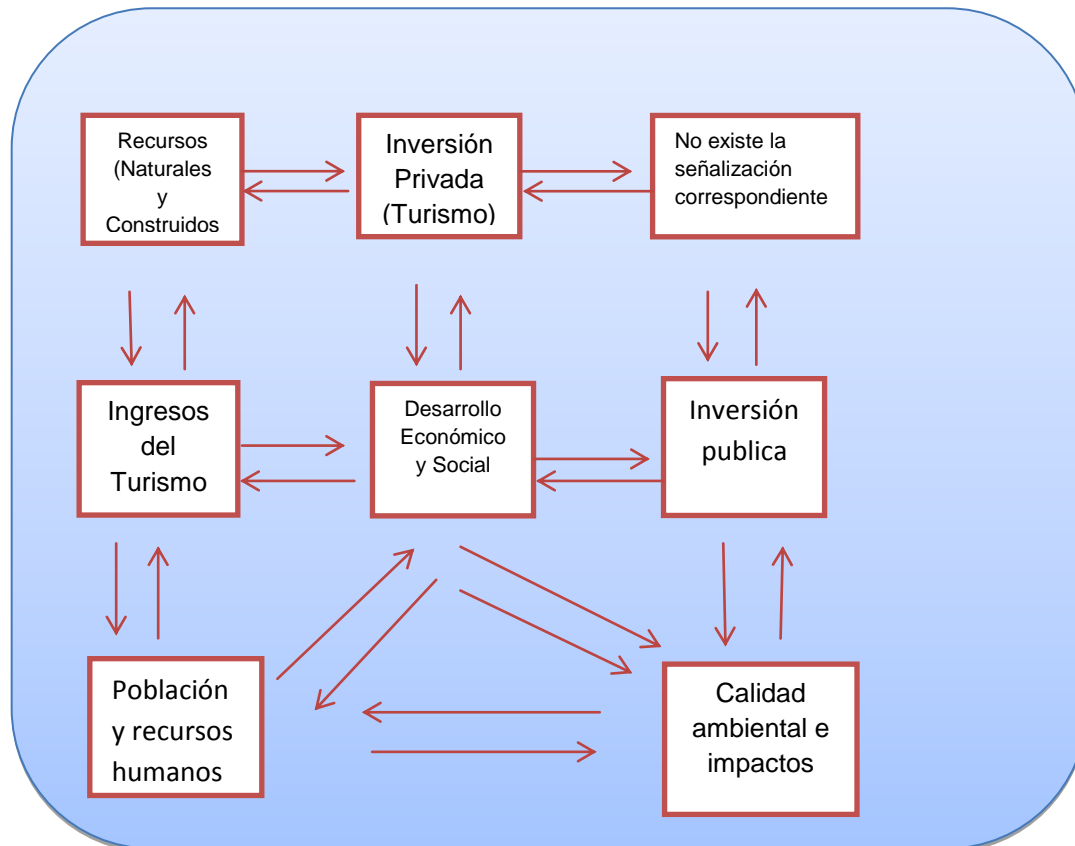 Recursos
(Naturales
y
Construidos
Inversión
Privada
(Turismo)
No existe la
señalización
correspondiente
Ingresos
del
Turismo
Desarrollo
Económico
y Social
Inversión
publica
Población
y recursos
humanos
Calidad
ambiental e
impactos